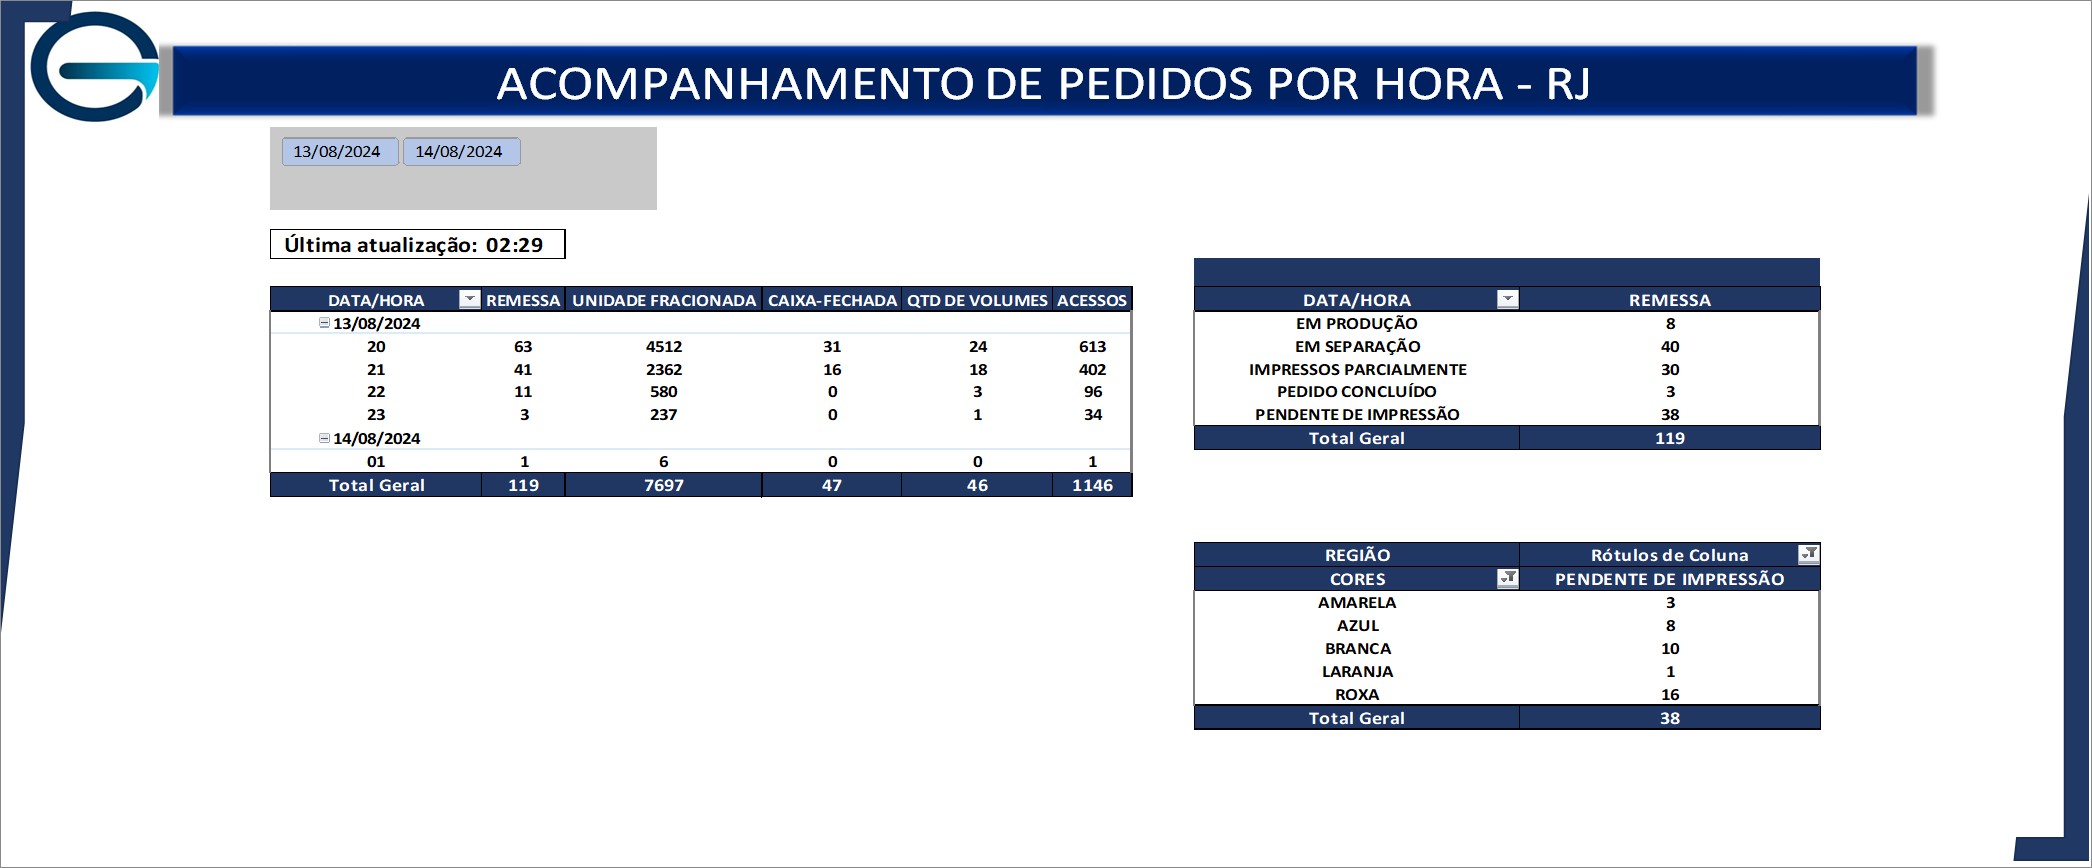 ACOMPANHAMENTO DE PEDIDOS POR HORA - RJ
13/08/2024 14/08/2024
Última atualização: 02:29
DATA/HORA REMESSA UNIDADE FRACIONADA CAIXA-FECHADA QTD DE VOLUMES ACESSOS
13/08/2024
20 63 4512 31 24 613
21 41 2362 16 18 402
22 11 580 0 3 96
23 3 237 0 1 34
14/08/2024
01 1 6 0 0 1
Total Geral 119 7697 47 46 1146
DATA/HORA REMESSA
EM PRODUÇÃO 8
EM SEPARAÇÃO 40
IMPRESSOS PARCIALMENTE 30
PEDIDO CONCLUÍDO 3
PENDENTE DE IMPRESSÃO 38
Total Geral 119
REGIÃO Rótulos de Coluna
CORES PENDENTE DE IMPRESSÃO
AMARELA 3
AZUL 8
BRANCA 10
LARANJA 1
ROXA 16
Total Geral 38